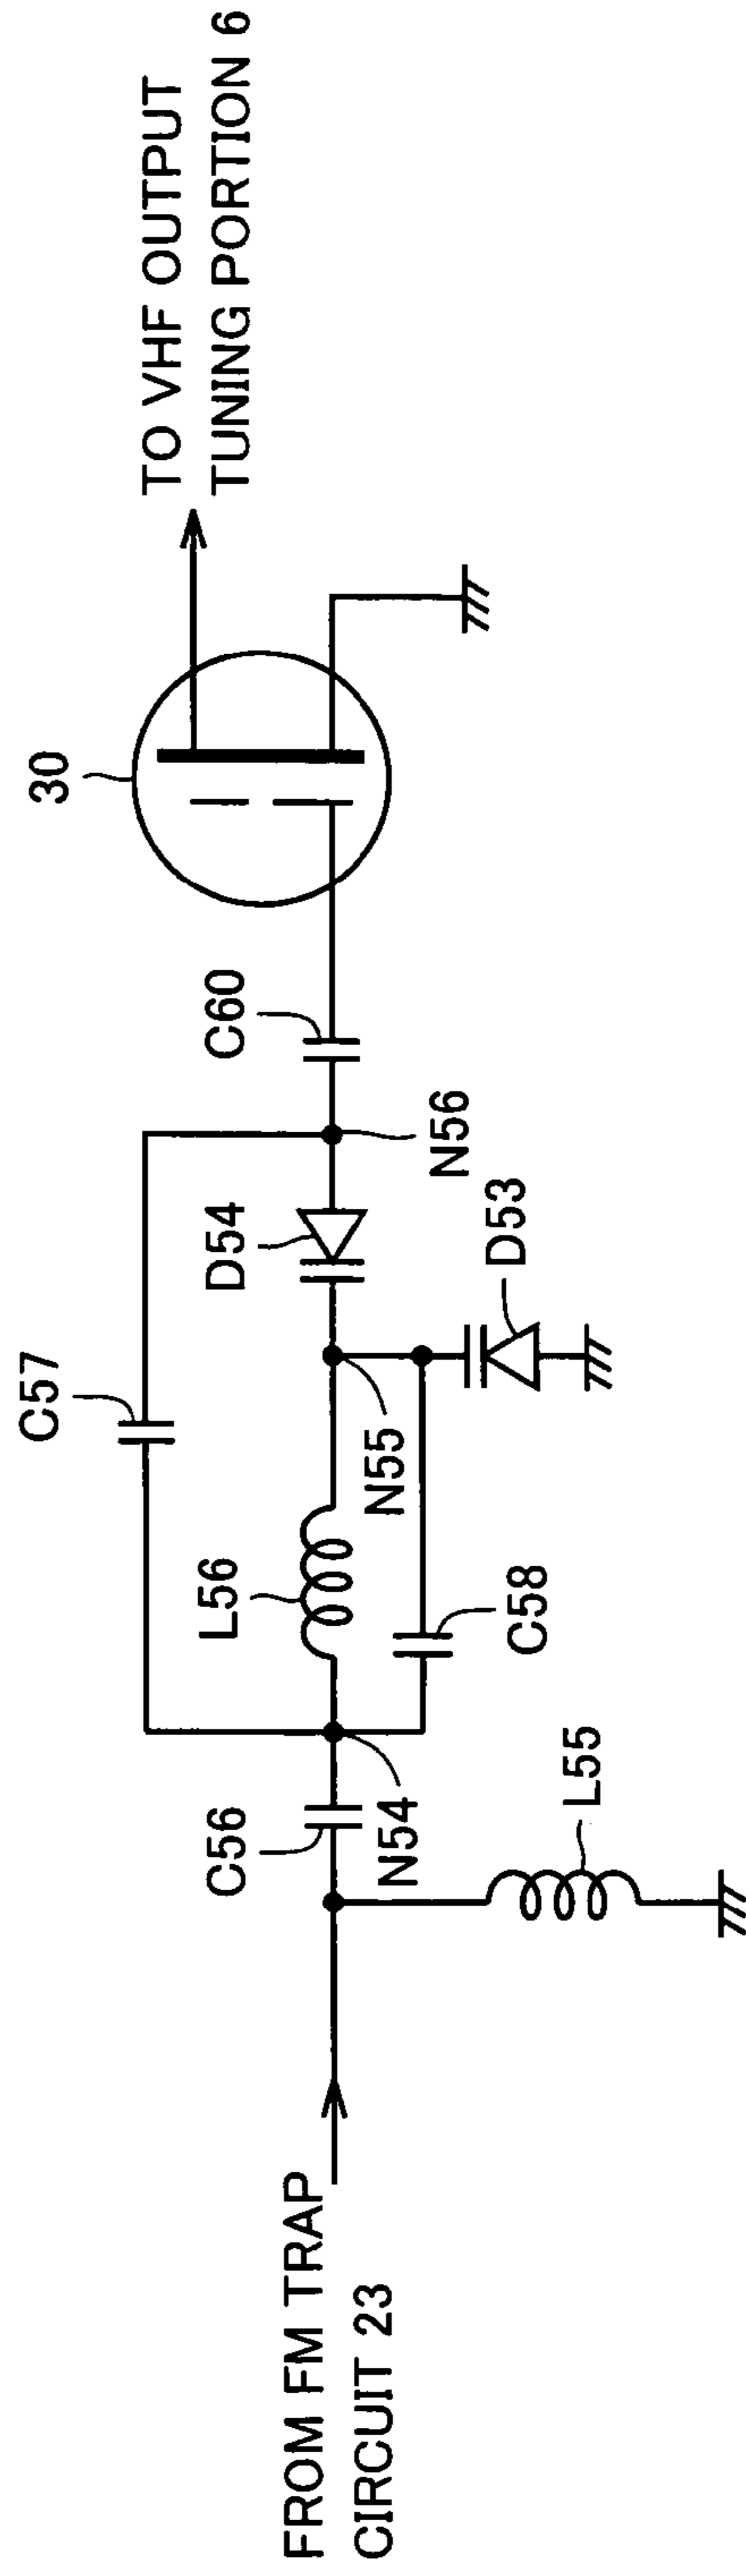 FROM FM TRAP
CIRCUIT 23
C56
N54
L55
L56
C58
C57
N55
D54
D53
N56
C60
30
TO VHF OUTPUT
TUNING PORTION 6